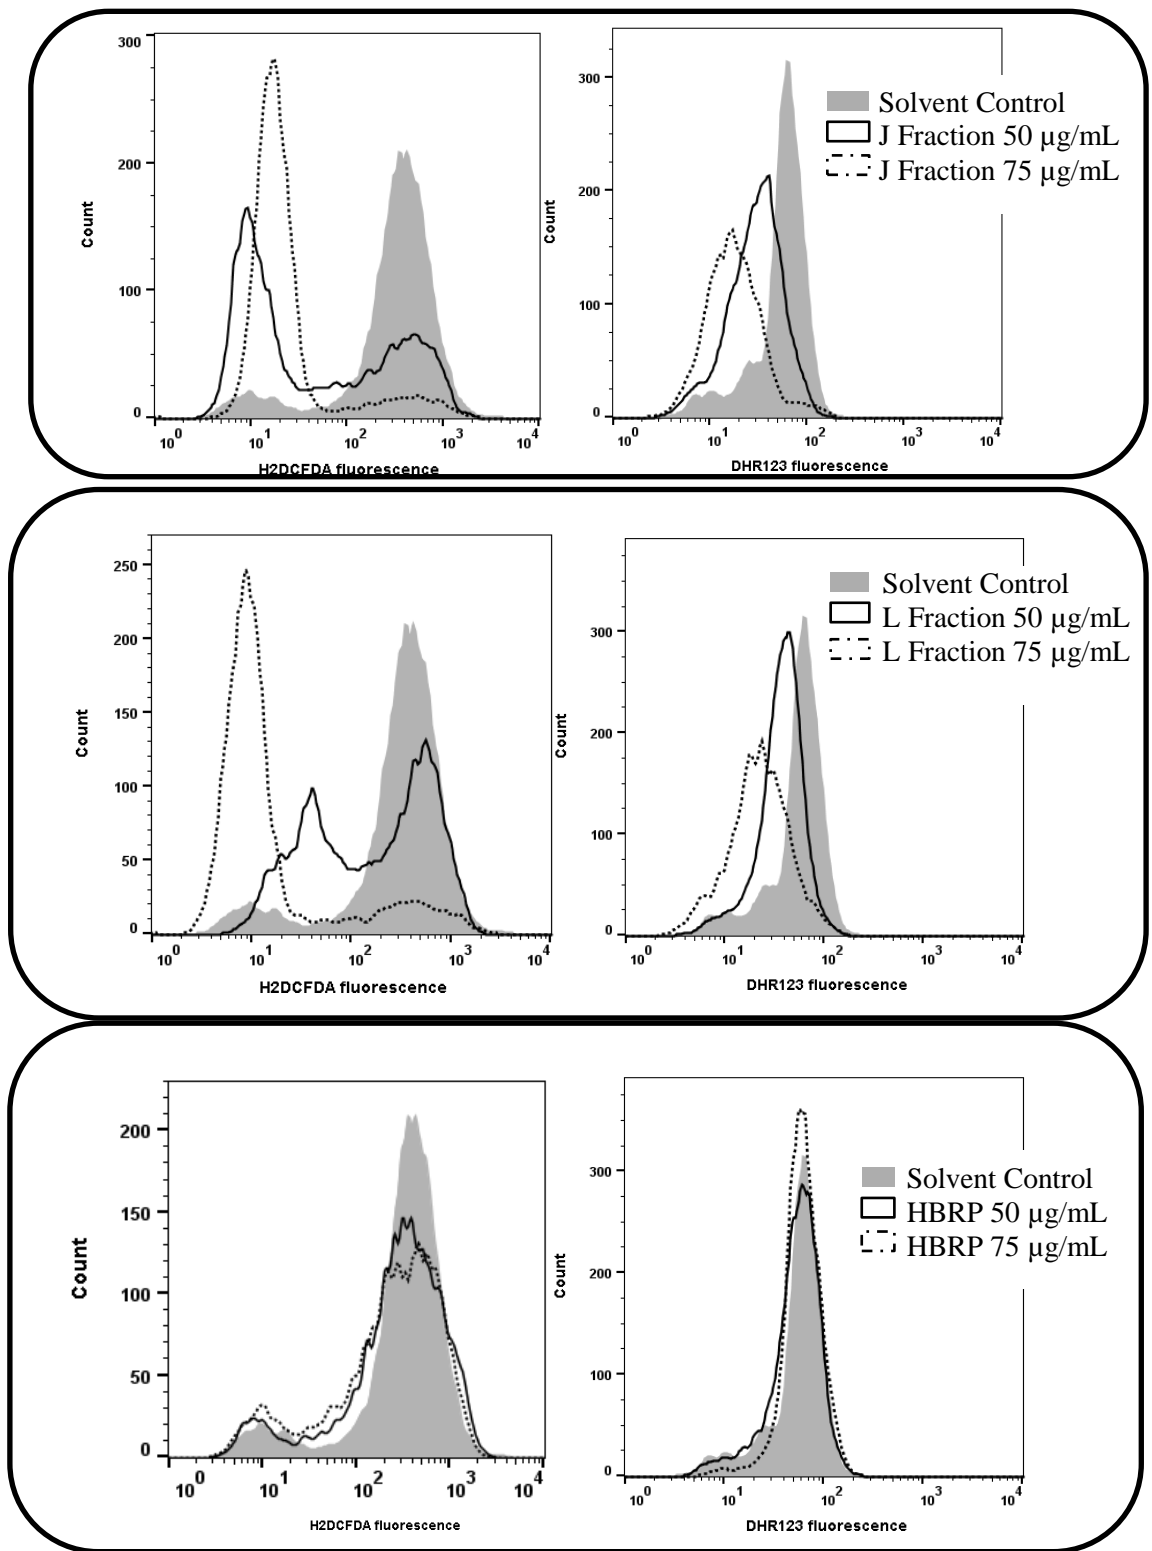 300
200
100
0
Count
10^0 10^1 10^2 10^3 10^4
H2DCFDA fluorescence
300
200
100
0
Count
10^0 10^1 10^2 10^3 10^4
DHR123 fluorescence
Solvent Control
J Fraction 50 µg/mL
J Fraction 75 µg/mL
250
200
150
100
50
0
Count
10^0 10^1 10^2 10^3 10^4
H2DCFDA fluorescence
300
200
100
0
Count
10^0 10^1 10^2 10^3 10^4
DHR123 fluorescence
Solvent Control
L Fraction 50 µg/mL
L Fraction 75 µg/mL
200
150
100
50
0
Count
10^0 10^1 10^2 10^3 10^4
H2DCFDA fluorescence
300
200
100
0
Count
10^0 10^1 10^2 10^3 10^4
DHR123 fluorescence
Solvent Control
HBRP 50 µg/mL
HBRP 75 µg/mL